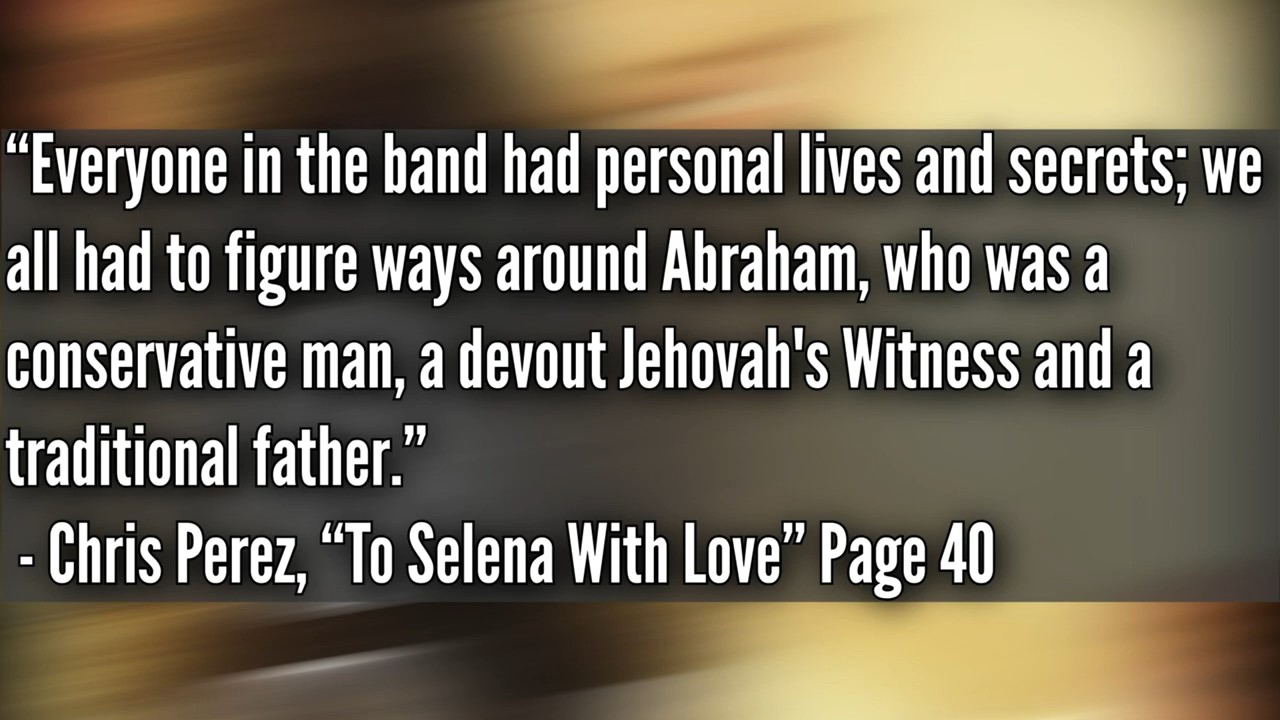 “Everyone in the band had personal lives and secrets; we
all had to figure ways around Abraham, who was a
conservative man, a devout Jehovah's Witness and a
traditional father.”
- Chris Perez, “To Selena With Love” Page 40